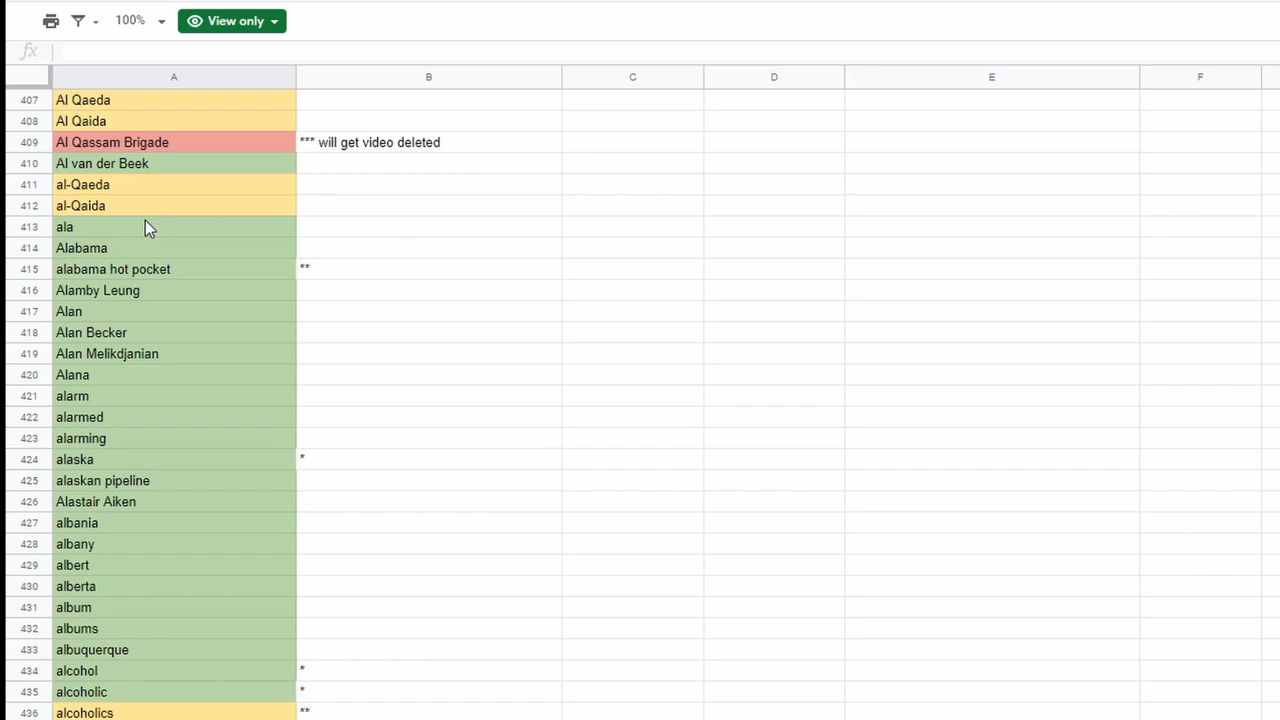 100% View only
fx
A B C D E F
407 Al Qaeda
408 Al Qaida
409 Al Qassam Brigade *** will get video deleted
410 Al van der Beek
411 al-Qaeda
412 al-Qaida
413 ala
414 Alabama
415 alabama hot pocket **
416 Alamby Leung
417 Alan
418 Alan Becker
419 Alan Melikdjanian
420 Alana
421 alarm
422 alarmed
423 alarming
424 alaska *
425 alaskan pipeline
426 Alastair Aiken
427 albania
428 albany
429 albert
430 alberta
431 album
432 albums
433 albuquerque
434 alcohol *
435 alcoholic *
436 alcoholics **